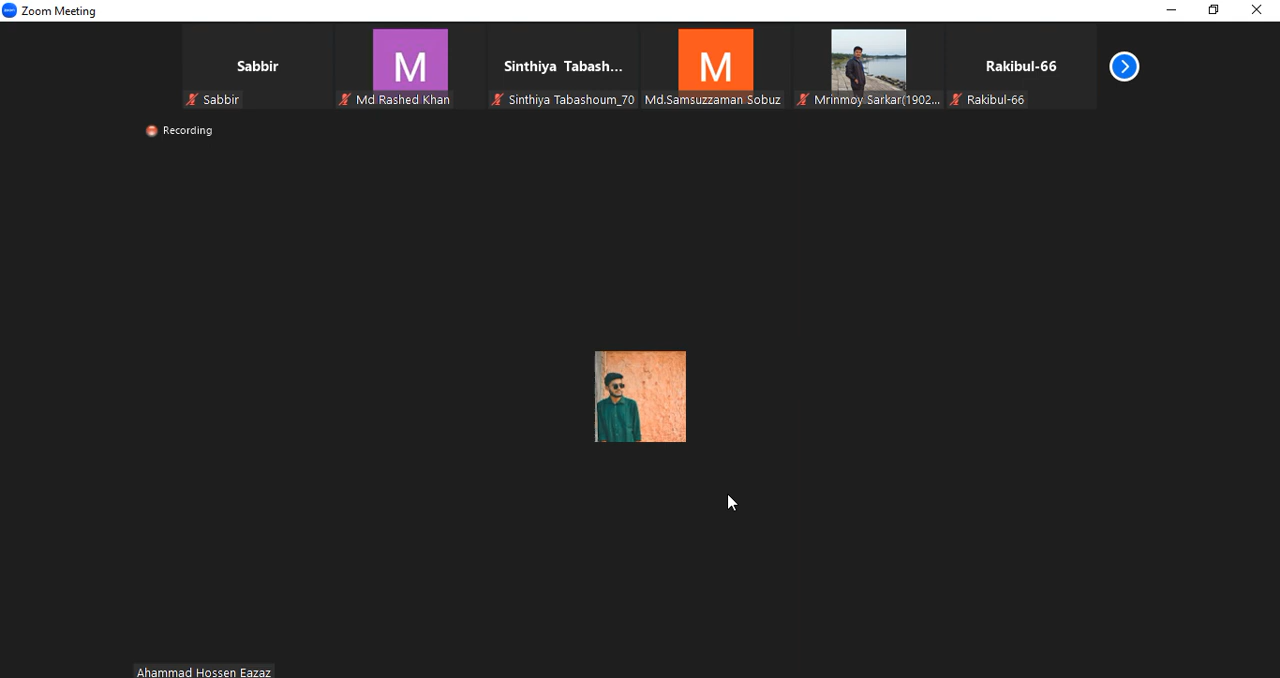 Zoom Meeting
Sabbir
M
Sinthiya Tabash...
M
Rakibul-66
Sabbir
Md Rashed Khan
Sinthiya Tabashoum_70
Md.Samsuzzaman Sobuz
Mrinmoy Sarkar(1902...
Rakibul-66
Recording
Ahammad Hossen Eazaz